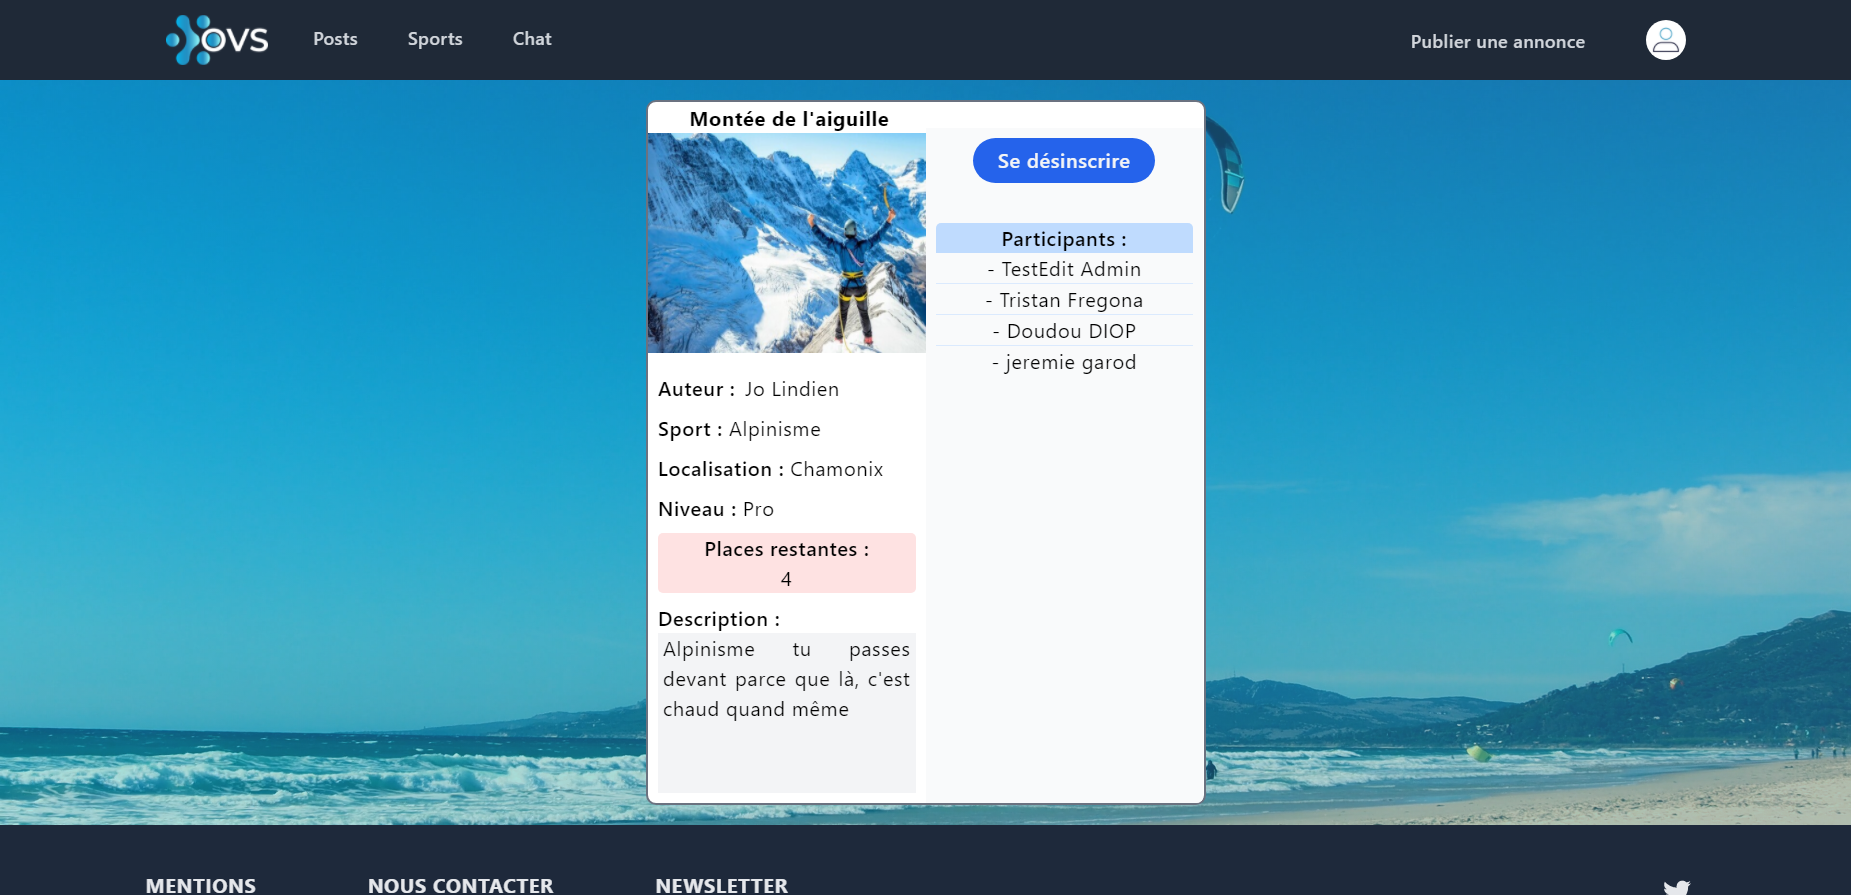 OVS
Posts
Sports
Chat
Publier une annonce
Montée de l'aiguille
Se désinscrire
Participants :
- TestEdit Admin
- Tristan Fregona
- Doudou DIOP
- jeremie garod
Auteur : Jo Lindien
Sport : Alpinisme
Localisation : Chamonix
Niveau : Pro
Places restantes :
4
Description :
Alpinisme tu passes
devant parce que là, c'est
chaud quand même
MENTIONS
NOUS CONTACTER
NEWSLETTER